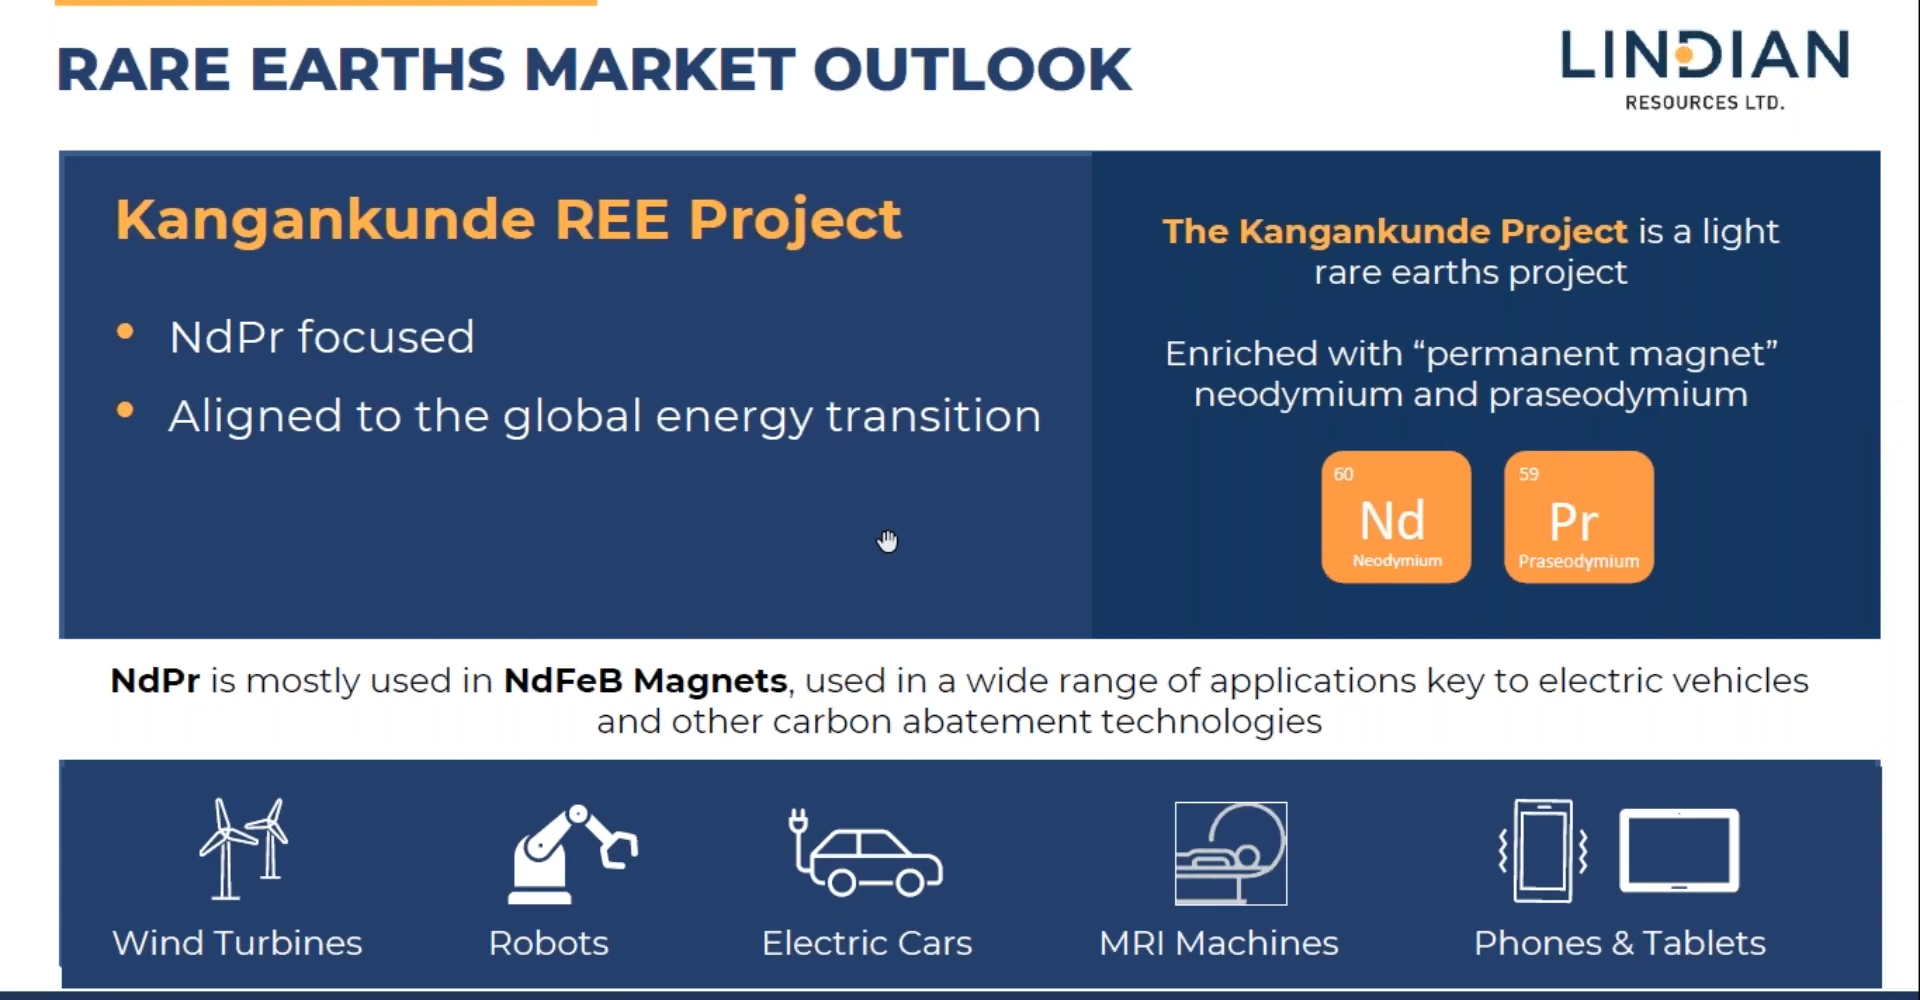 RARE EARTHS MARKET OUTLOOK
LINDIAN
RESOURCES LTD.
Kangankunde REE Project
• NdPr focused
• Aligned to the global energy transition
The Kangankunde Project is a light
rare earths project
Enriched with “permanent magnet”
neodymium and praseodymium
60
Nd
Neodymium
59
Pr
Praseodymium
NdPr is mostly used in NdFeB Magnets, used in a wide range of applications key to electric vehicles
and other carbon abatement technologies
Wind Turbines
Robots
Electric Cars
MRI Machines
Phones & Tablets